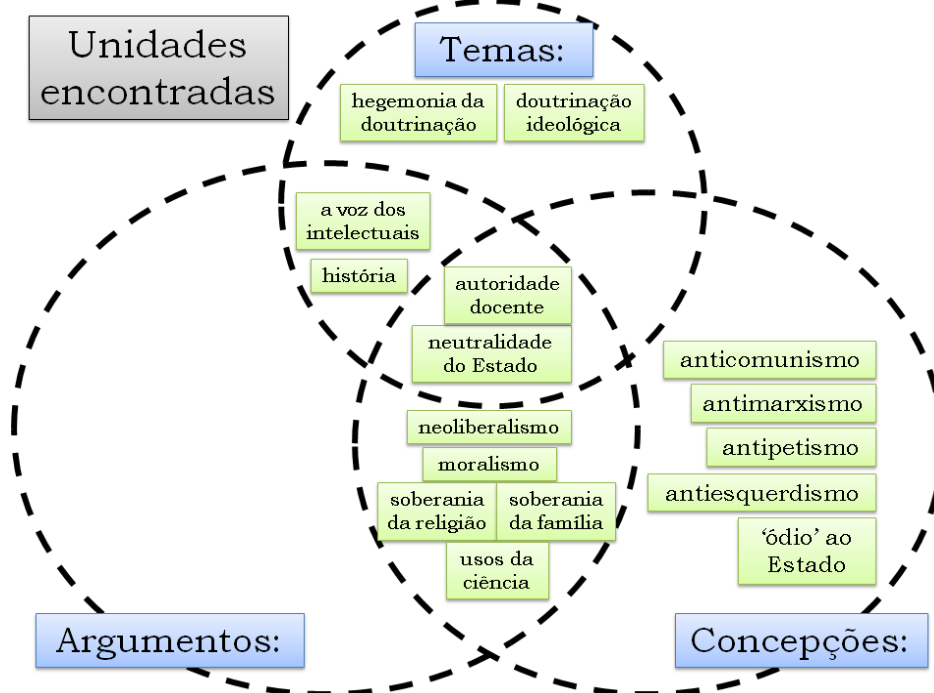 Unidades
encontradas
Temas:
hegemonia da
doutrinação
doutrinação
ideológica
a voz dos
intelectuais
história
autoridade
docente
neutralidade
do Estado
neoliberalismo
moralismo
soberania
da religião
soberania
da família
usos da
ciência
anticomunismo
antimarxismo
antipetismo
antiesquerdismo
‘ódio’ ao
Estado
Argumentos:
Concepções: